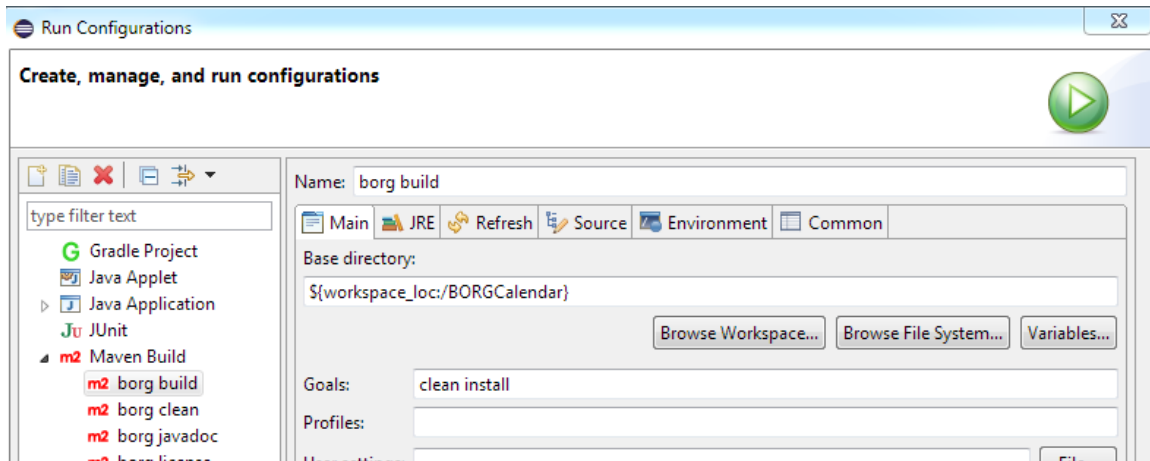 Run Configurations
Create, manage, and run configurations
Name: borg build
type filter text
Main JRE Refresh Source Environment Common
Gradle Project
Java Applet
Java Application
JUnit
Maven Build
borg build
borg clean
borg javadoc
Base directory:
${workspace_loc:/BORGCalendar}
Browse Workspace... Browse File System... Variables...
Goals: clean install
Profiles: